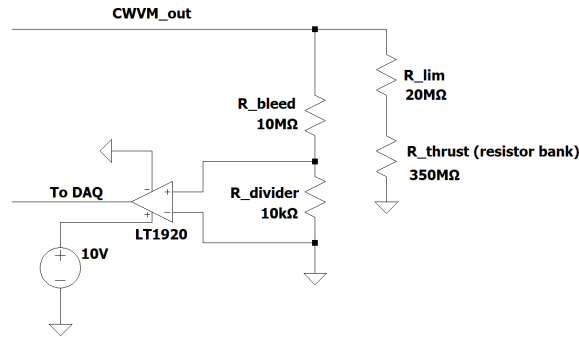 CWVM_out
R_lim
20MΩ
R_bleed
10MΩ
R_thrust (resistor bank)
350MΩ
To DAQ
R_divider
10kΩ
LT1920
10V